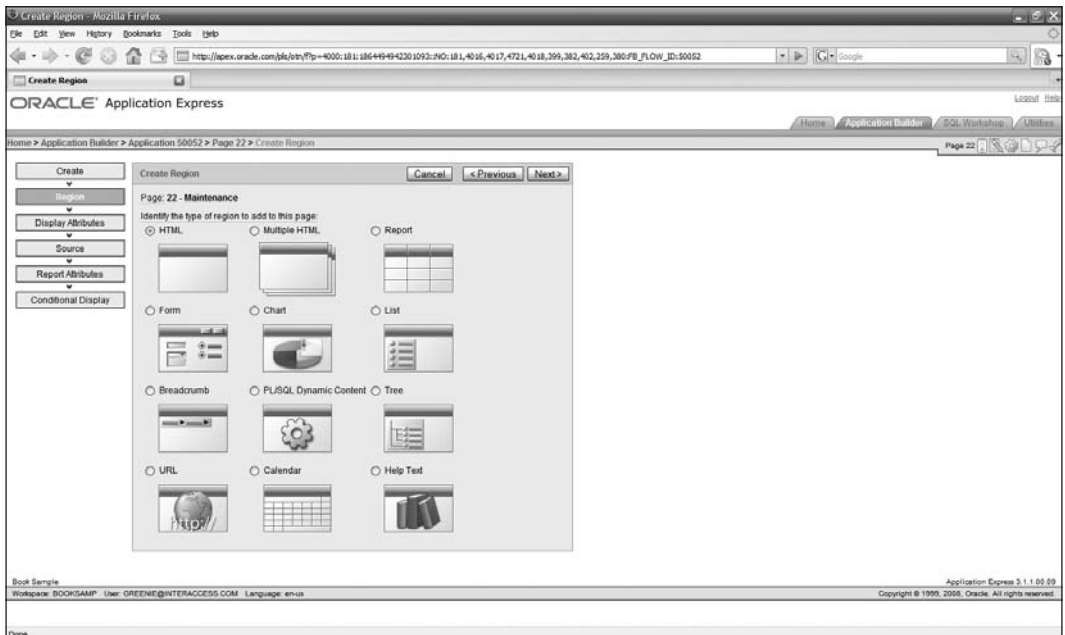 Create Region - Mozilla Firefox
File Edit View History Bookmarks Tools Help
http://apex.oracle.com/pls/otn/f?p=4000:181:1864494942301093::NO:181,4016,4017,4721,4018,399,382,402,259,380:FB_FLOW_ID:50052
Google
Create Region
ORACLE Application Express
Logout Help
Home Application Builder SQL Workshop Utilities
Home > Application Builder > Application 50052 > Page 22 > Create Region
Page 22
Create
Region
Display Attributes
Source
Report Attributes
Conditional Display
Create Region
Cancel < Previous Next >
Page: 22 - Maintenance
Identify the type of region to add to this page:
HTML Multiple HTML Report
Form Chart List
Breadcrumb PL/SQL Dynamic Content Tree
URL Calendar Help Text
http://
Book Sample
Application Express 3.1.1.00.09
Workspace: BOOKSAMP User: GREENIE@INTERACCESS.COM Language: en-us
Copyright © 1999, 2008, Oracle. All rights reserved.
Done